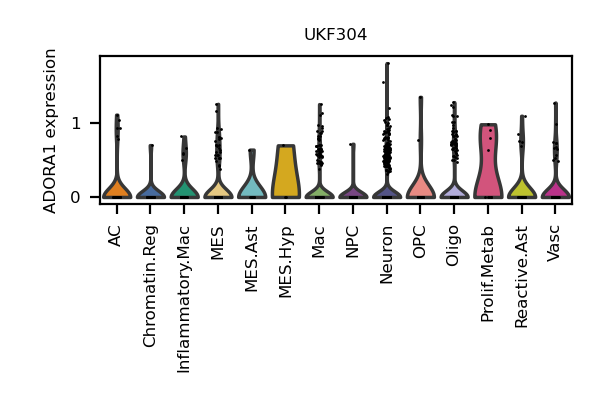 UKF304
ADORA1 expression
1
0
AC
Chromatin.Reg
Inflammatory.Mac
MES
MES.Ast
MES.Hyp
Mac
NPC
Neuron
OPC
Oligo
Prolif.Metab
Reactive.Ast
Vasc